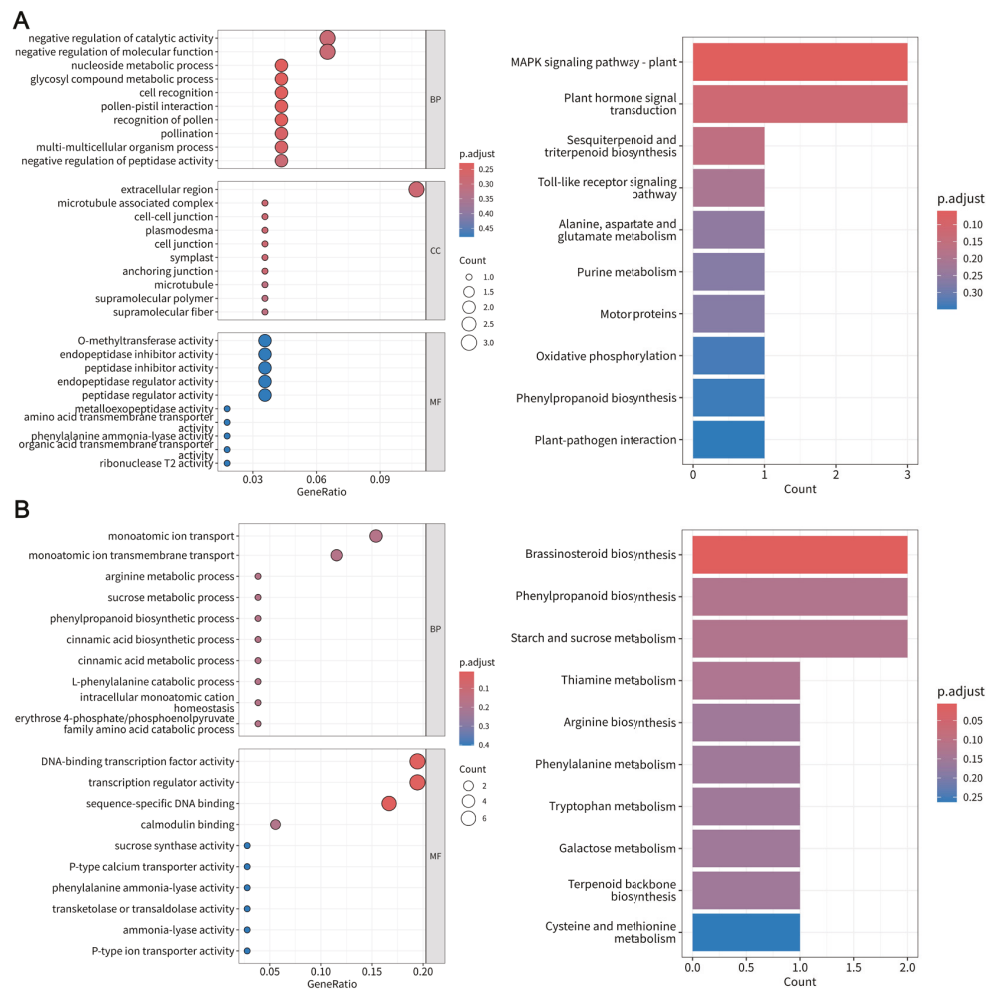 A
negative regulation of catalytic activity
negative regulation of molecular function
nucleoside metabolic process
glycosyl compound metabolic process
cell recognition
pollen-pistil interaction
recognition of pollen
pollination
multi-multicellular organism process
negative regulation of peptidase activity
BP
extracellular region
microtubule associated complex
cell-cell junction
plasmodesma
cell junction
symplast
anchoring junction
microtubule
supramolecular polymer
supramolecular fiber
CC
O-methyltransferase activity
endopeptidase inhibitor activity
peptidase inhibitor activity
endopeptidase regulator activity
peptidase regulator activity
metalloexopeptidase activity
amino acid transmembrane transporter
activity
phenylalanine ammonia-lyase activity
organic acid transmembrane transporter
activity
ribonuclease T2 activity
MF
0.03 0.06 0.09
GeneRatio
p.adjust
0.25
0.30
0.35
0.40
0.45
Count
1.0
1.5
2.0
2.5
3.0
MAPK signaling pathway - plant
Plant hormone signal
transduction
Sesquiterpenoid and
triterpenoid biosynthesis
Toll-like receptor signaling
pathway
Alanine, aspartate and
glutamate metabolism
Purine metabolism
Motor proteins
Oxidative phosphorylation
Phenylpropanoid biosynthesis
Plant-pathogen interaction
0 1 2 3
Count
p.adjust
0.10
0.15
0.20
0.25
0.30
B
monoatomic ion transport
monoatomic ion transmembrane transport
arginine metabolic process
sucrose metabolic process
phenylpropanoid biosynthetic process
cinnamic acid biosynthetic process
cinnamic acid metabolic process
L-phenylalanine catabolic process
intracellular monoatomic cation
homeostasis
erythrose 4-phosphate/phosphoenolpyruvate
family amino acid catabolic process
BP
DNA-binding transcription factor activity
transcription regulator activity
sequence-specific DNA binding
calmodulin binding
sucrose synthase activity
P-type calcium transporter activity
phenylalanine ammonia-lyase activity
transketolase or transaldolase activity
ammonia-lyase activity
P-type ion transporter activity
MF
0.05 0.10 0.15 0.20
GeneRatio
p.adjust
0.1
0.2
0.3
0.4
Count
2
4
6
Brassinosteroid biosynthesis
Phenylpropanoid biosynthesis
Starch and sucrose metabolism
Thiamine metabolism
Arginine biosynthesis
Phenylalanine metabolism
Tryptophan metabolism
Galactose metabolism
Terpenoid backbone
biosynthesis
Cysteine and methionine
metabolism
0.0 0.5 1.0 1.5 2.0
Count
p.adjust
0.05
0.10
0.15
0.20
0.25